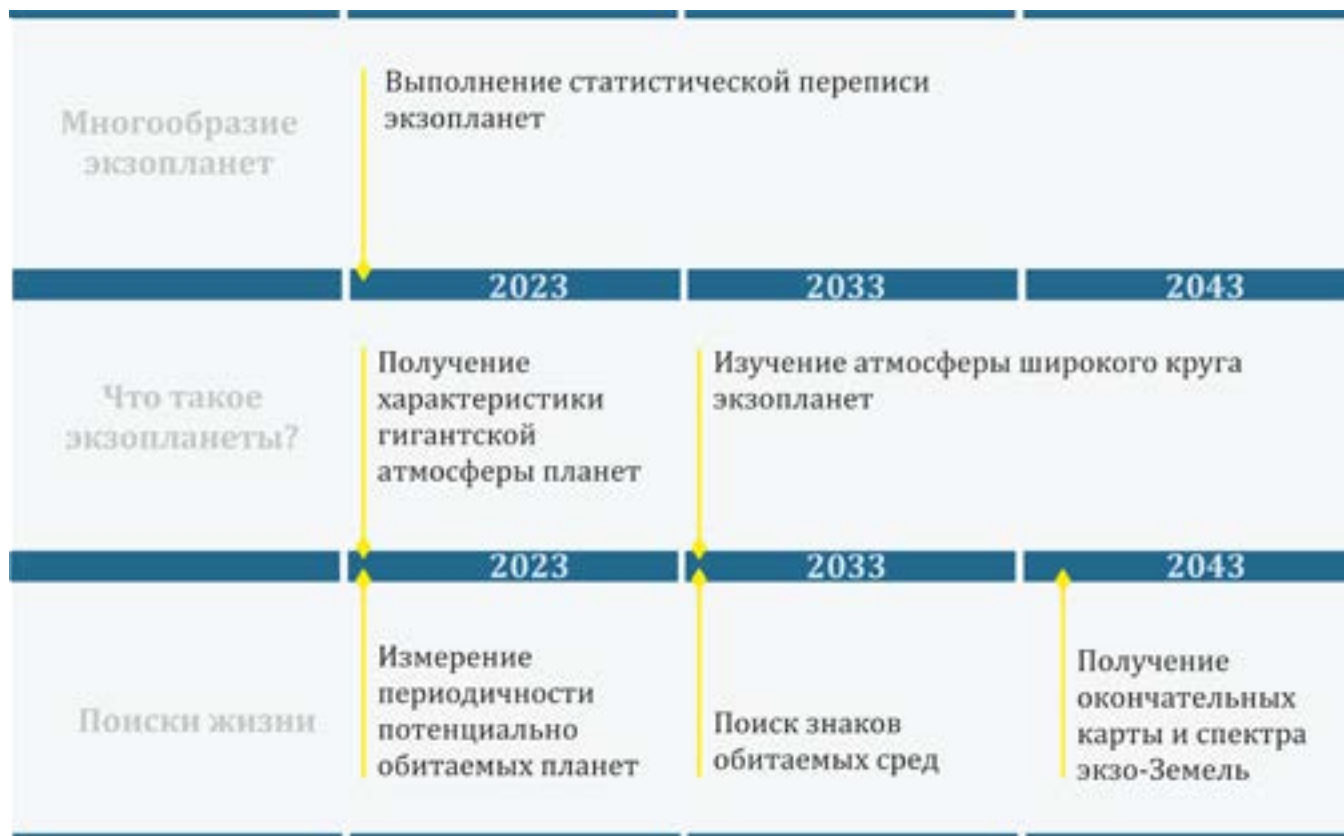 Многообразие
экзопланет
Выполнение статистической переписи
экзопланет
2023 2033 2043
Что такое
экзопланеты?
Получение
характеристики
гигантской
атмосферы планет
Изучение атмосферы широкого круга
экзопланет
2023 2033 2043
Поиски жизни
Измерение
периодичности
потенциально
обитаемых планет
Поиск знаков
обитаемых сред
Получение
окончательных
карты и спектра
экзо-Земель